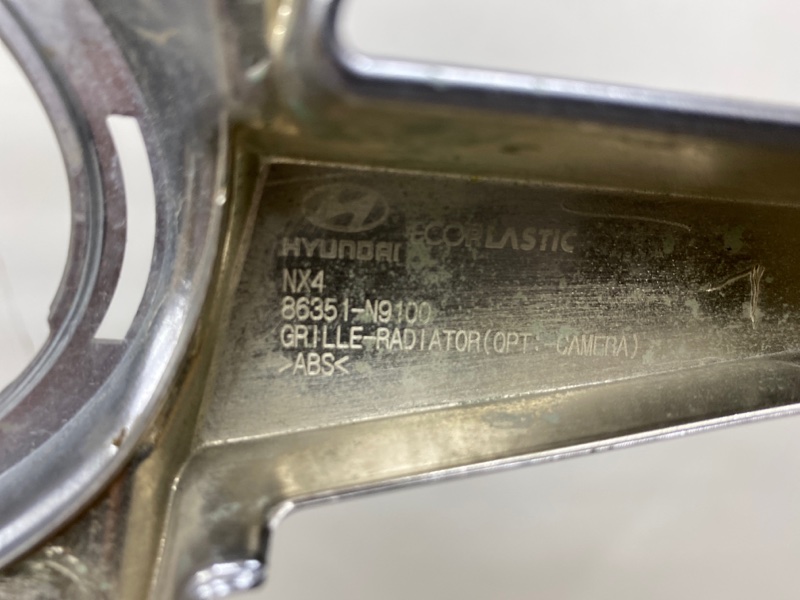 HYUNDAI ECOPLASTIC
NX4
86351-N9100
GRILLE-RADIATOR(OPT: CAMERA)
>ABS<